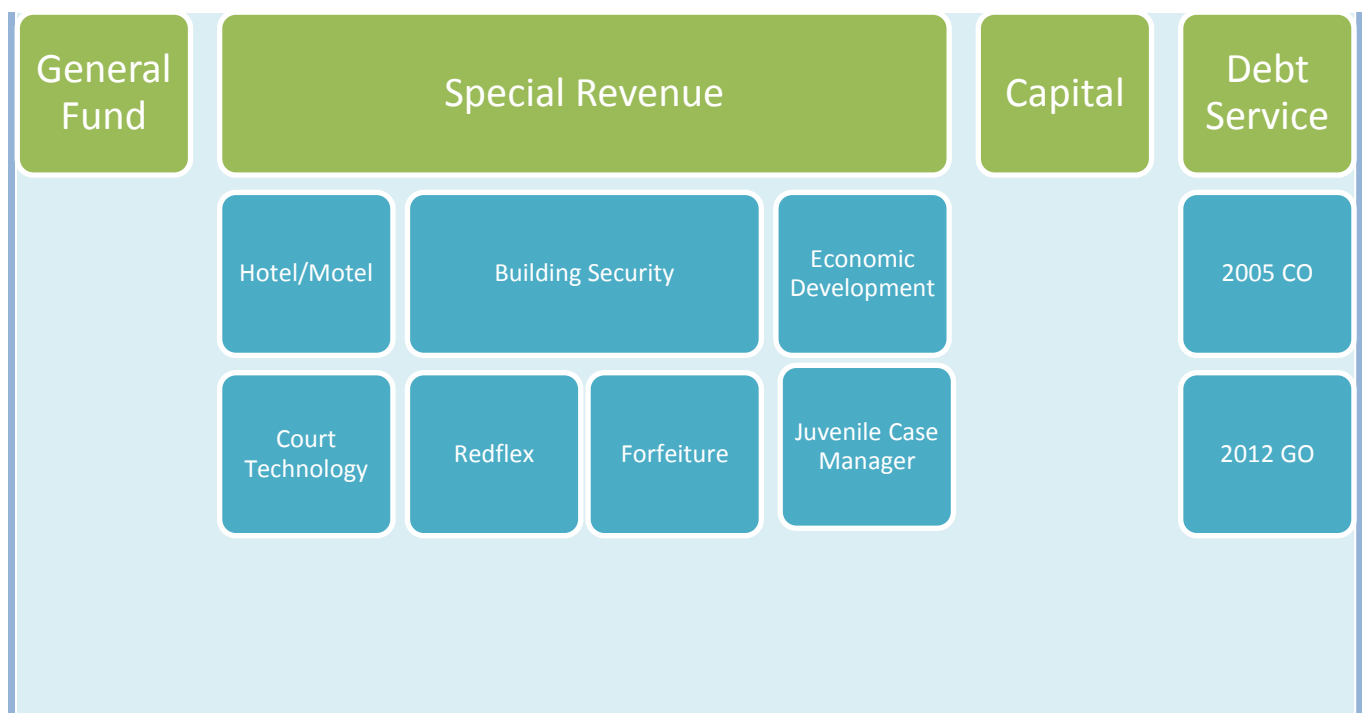 General
Fund
Special Revenue
Capital
Debt
Service
Hotel/Motel
Building Security
Economic
Development
2005 CO
Court
Technology
Redflex
Forfeiture
Juvenile Case
Manager
2012 GO